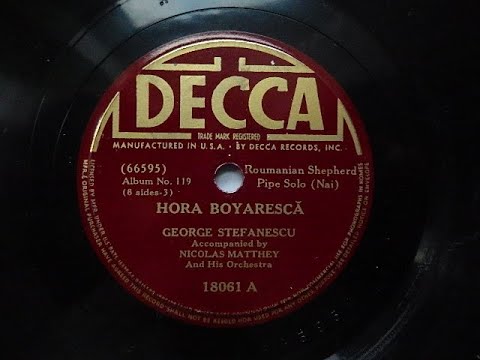 DECCA
TRADE MARK REGISTERED
MANUFACTURED IN U.S.A. • BY DECCA RECORDS, INC.
(66595)
Album No. 119
(6 sides-3)
Roumanian Shepherd
Pipe Solo (Nai)
HORA BOYARESCĂ
GEORGE STEFANESCU
Accompanied by
NICOLAS MATTHEY
And His Orchestra
18061 A